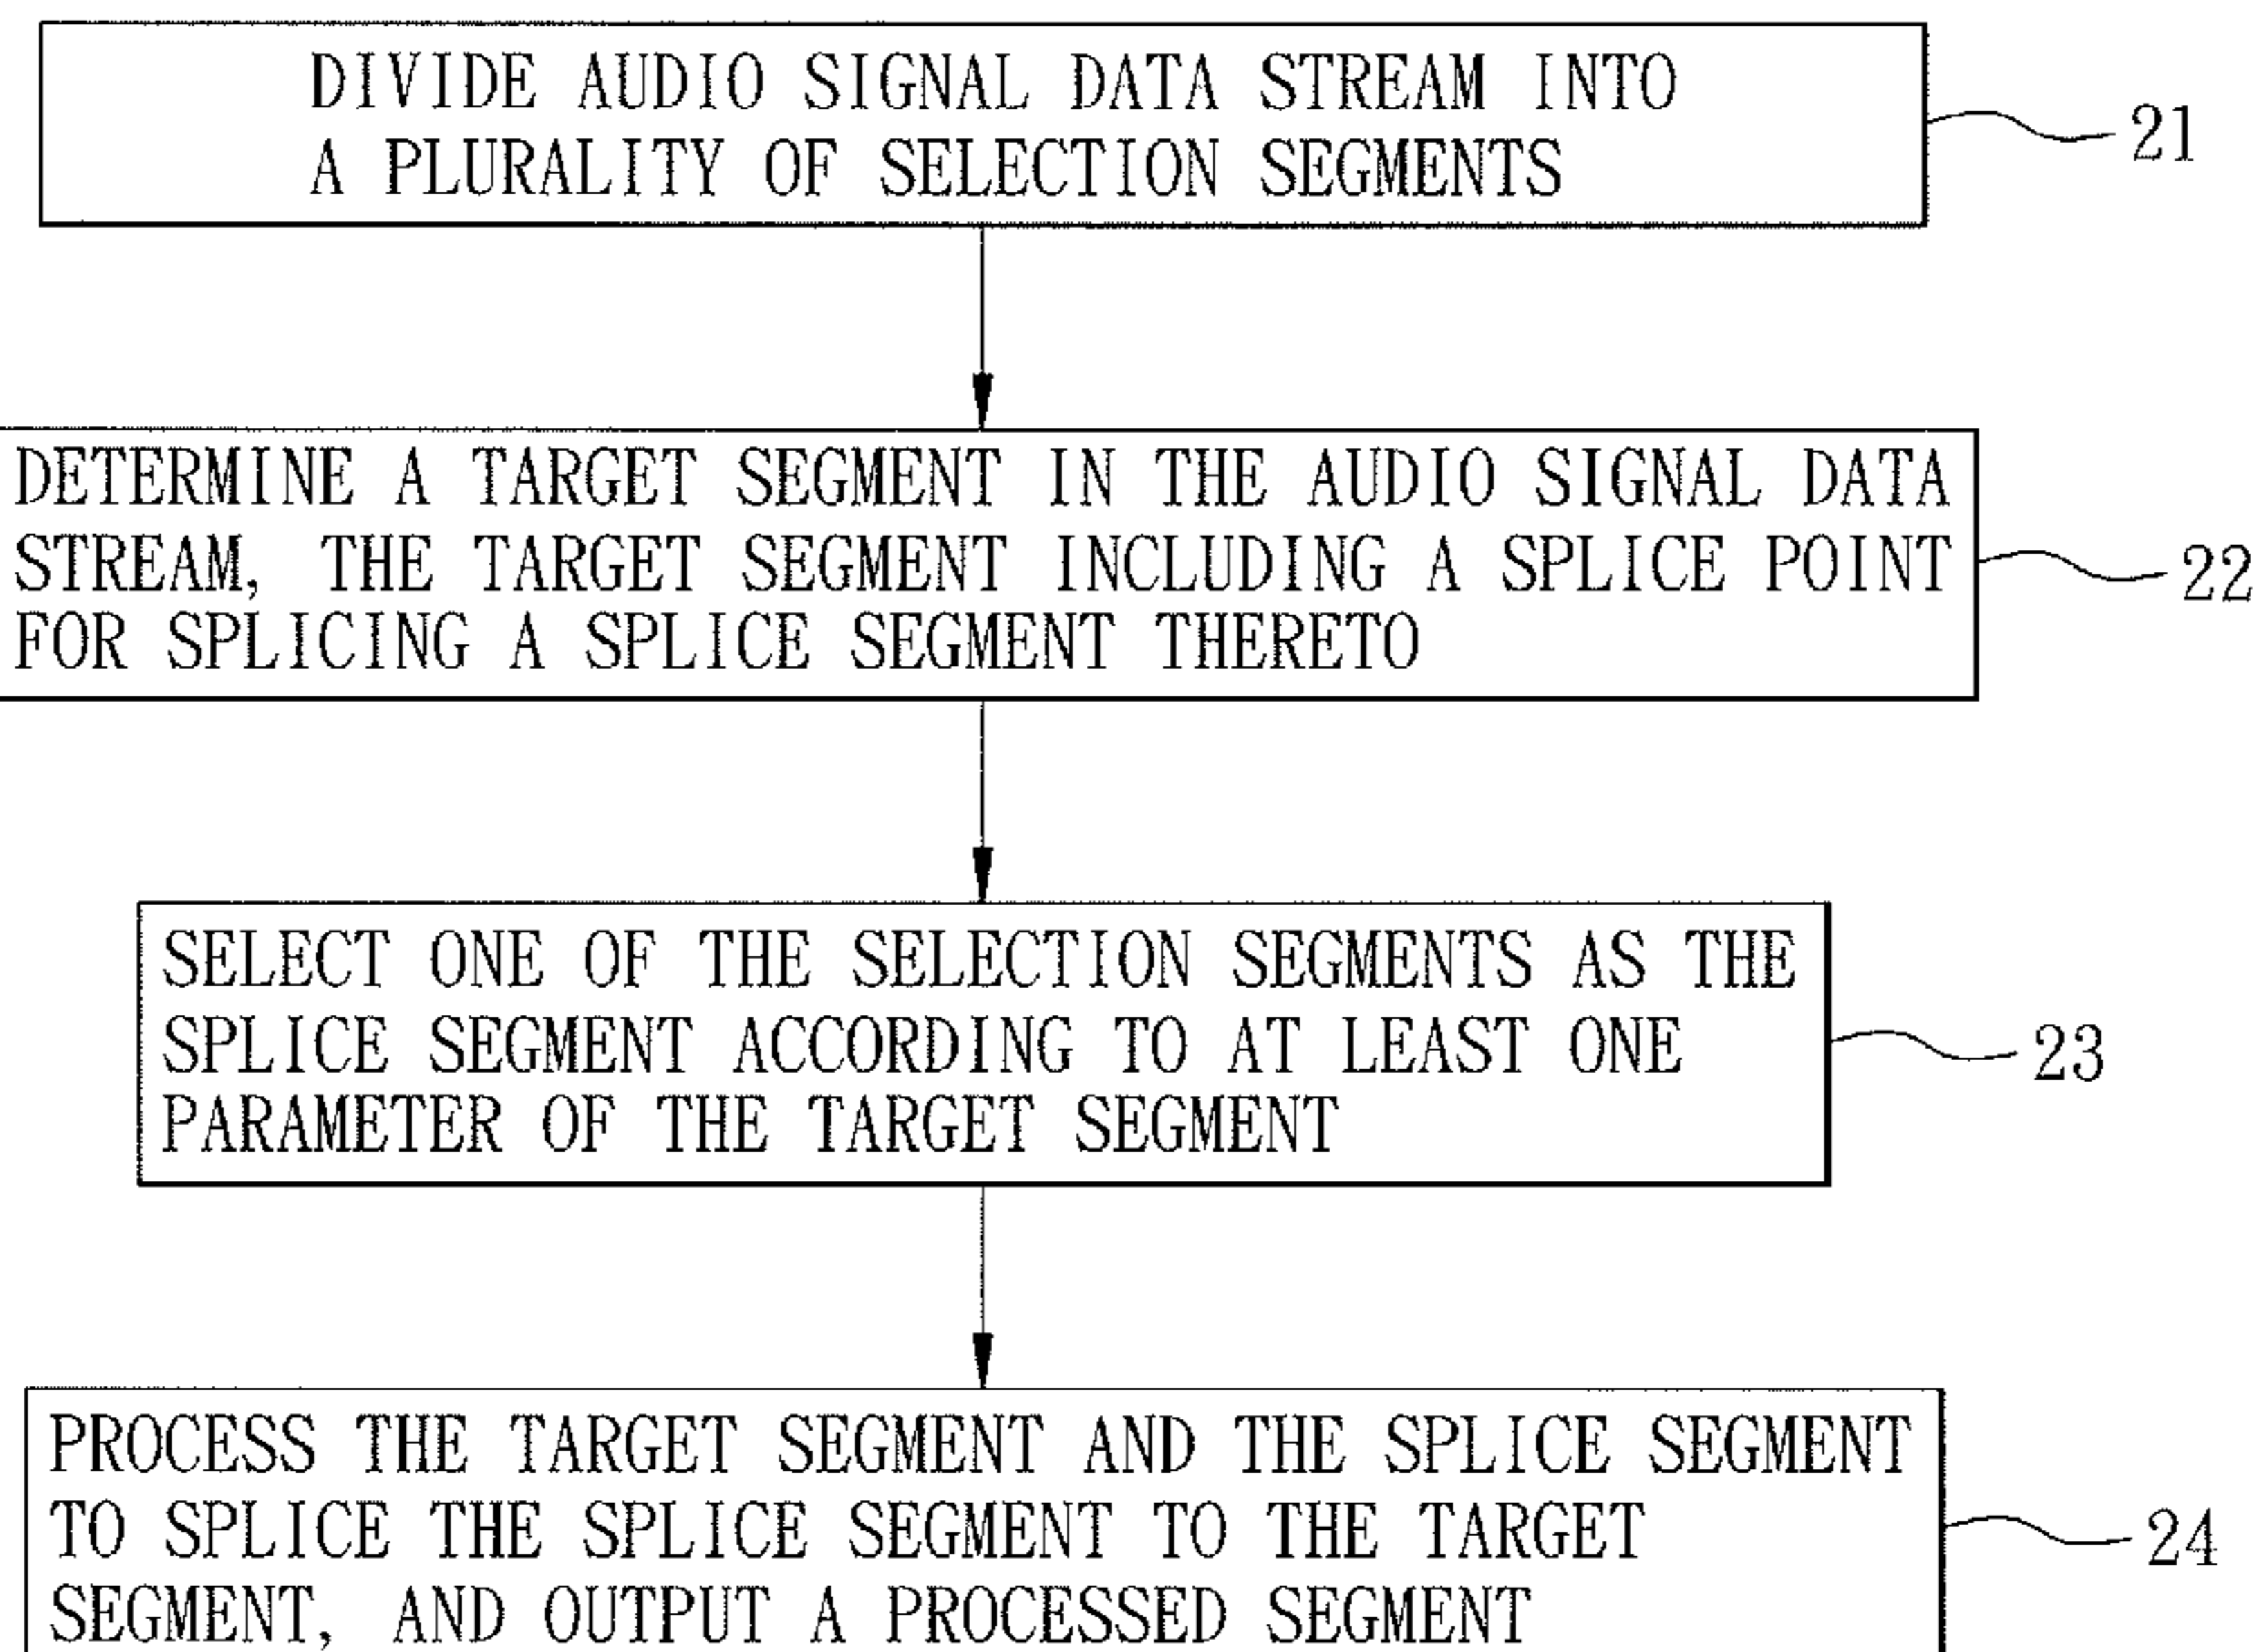 DIVIDE AUDIO SIGNAL DATA STREAM INTO
A PLURALITY OF SELECTION SEGMENTS
21
DETERMINE A TARGET SEGMENT IN THE AUDIO SIGNAL DATA
STREAM, THE TARGET SEGMENT INCLUDING A SPLICE POINT
FOR SPLICING A SPLICE SEGMENT THERETO
22
SELECT ONE OF THE SELECTION SEGMENTS AS THE
SPLICE SEGMENT ACCORDING TO AT LEAST ONE
PARAMETER OF THE TARGET SEGMENT
23
PROCESS THE TARGET SEGMENT AND THE SPLICE SEGMENT
TO SPLICE THE SPLICE SEGMENT TO THE TARGET
SEGMENT, AND OUTPUT A PROCESSED SEGMENT
24